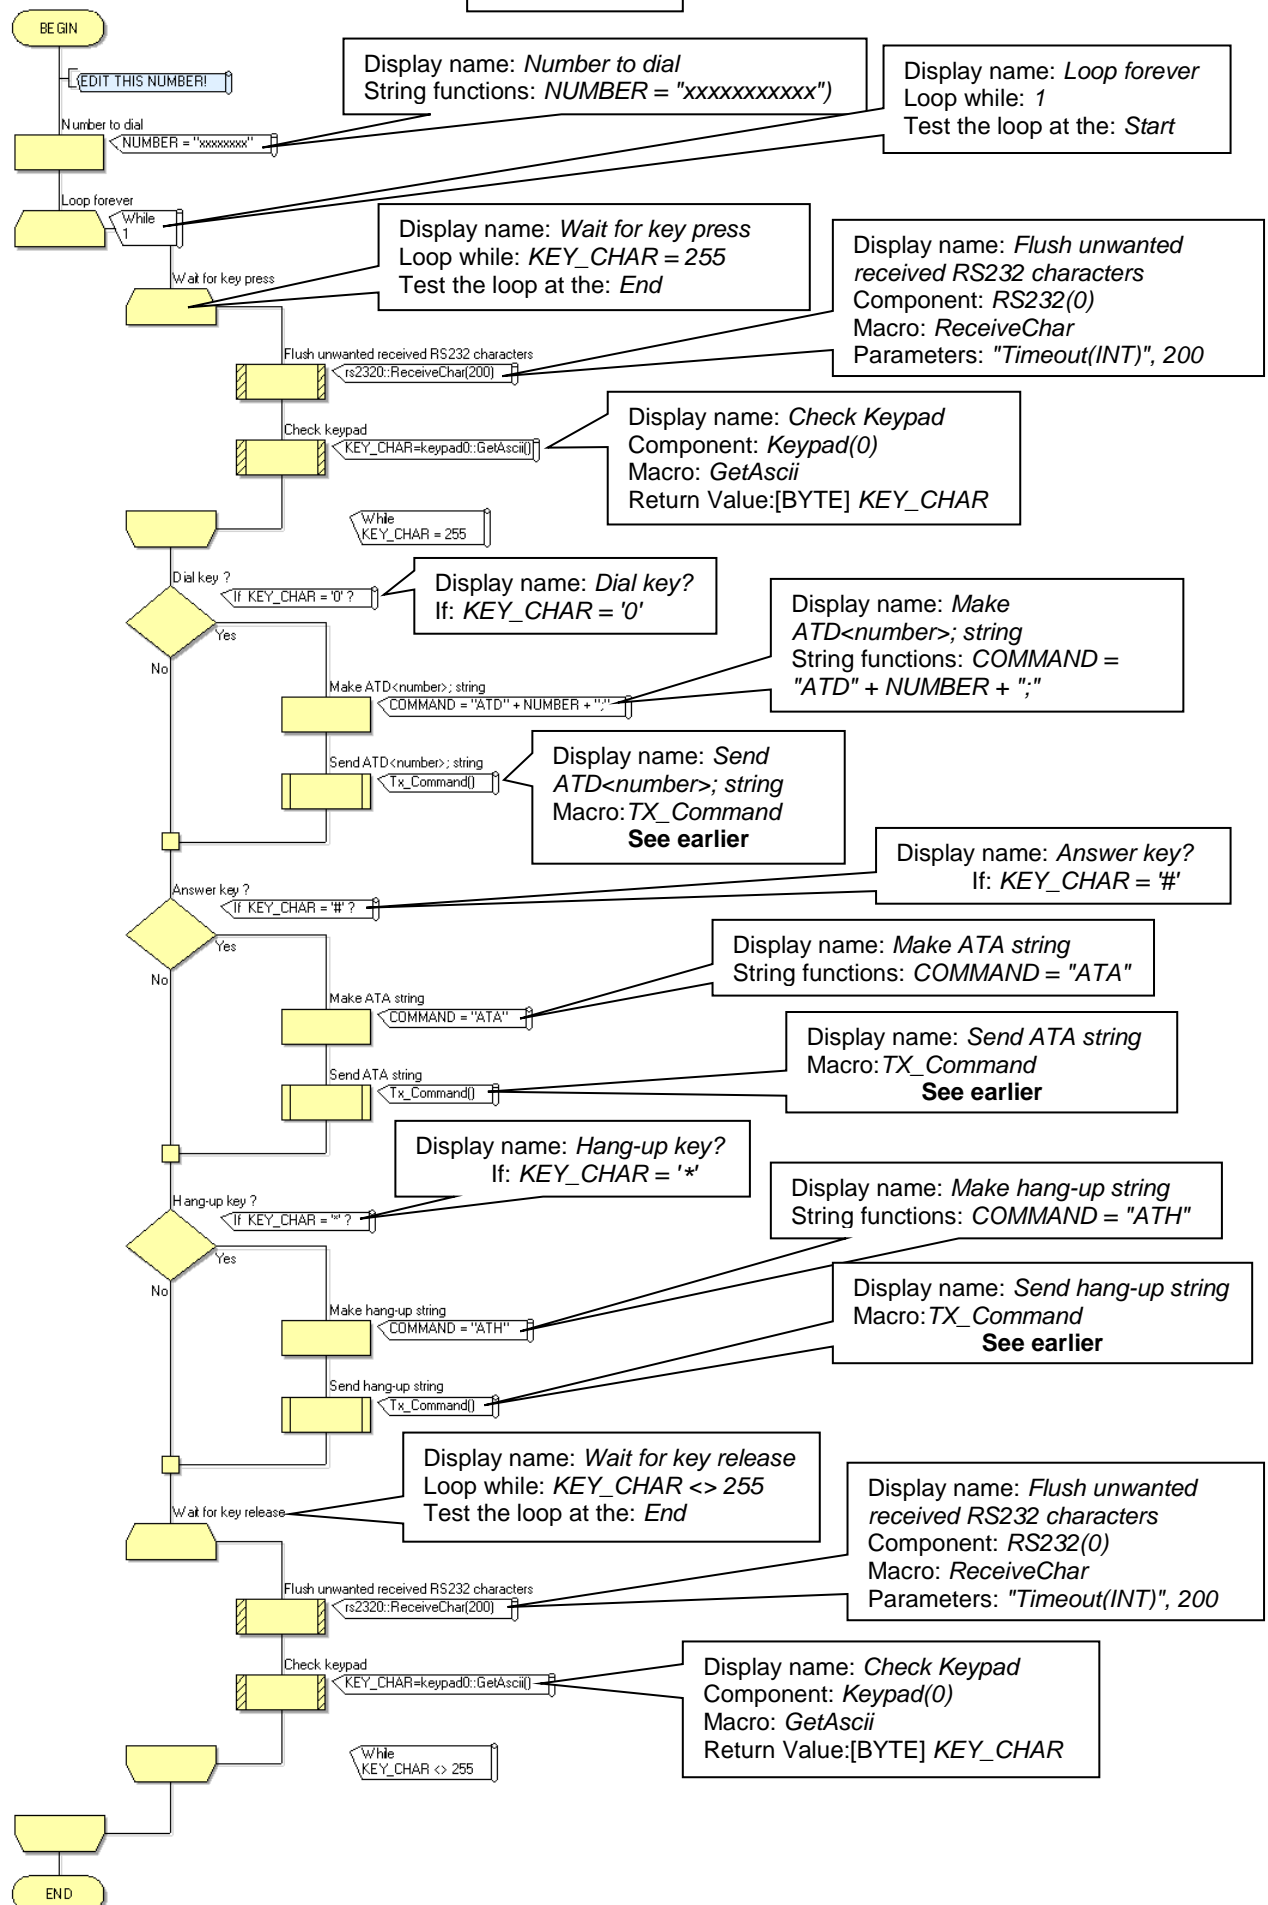 BEGIN
EDIT THIS NUMBER!
Display name: Number to dial
String functions: NUMBER = "xxxxxxxxxxx")
Display name: Loop forever
Loop while: 1
Test the loop at the: Start
Number to dial
NUMBER = "xxxxxxxx"
Loop forever
While
1
Display name: Wait for key press
Loop while: KEY_CHAR = 255
Test the loop at the: End
Display name: Flush unwanted
received RS232 characters
Component: RS232(0)
Macro: ReceiveChar
Parameters: "Timeout(INT)", 200
Wait for key press
Flush unwanted received RS232 characters
rs2320::ReceiveChar(200)
Display name: Check Keypad
Component: Keypad(0)
Macro: GetAscii
Return Value:[BYTE] KEY_CHAR
Check keypad
KEY_CHAR=keypad0::GetAscii()
While
KEY_CHAR = 255
Dial key ?
If KEY_CHAR = '0' ?
Display name: Dial key?
If: KEY_CHAR = '0'
Display name: Make
ATD<number>; string
String functions: COMMAND =
"ATD" + NUMBER + ";"
Yes
No
Make ATD<number>; string
COMMAND = "ATD" + NUMBER + ";"
Send ATD<number>; string
Tx_Command()
Display name: Send
ATD<number>; string
Macro:TX_Command
See earlier
Display name: Answer key?
If: KEY_CHAR = '#'
Answer key ?
If KEY_CHAR = '#' ?
Yes
No
Display name: Make ATA string
String functions: COMMAND = "ATA"
Make ATA string
COMMAND = "ATA"
Display name: Send ATA string
Macro:TX_Command
See earlier
Send ATA string
Tx_Command()
Display name: Hang-up key?
If: KEY_CHAR = '*'
Display name: Make hang-up string
String functions: COMMAND = "ATH"
Hang-up key ?
If KEY_CHAR = '*' ?
Yes
No
Display name: Send hang-up string
Macro:TX_Command
See earlier
Make hang-up string
COMMAND = "ATH"
Send hang-up string
Tx_Command()
Display name: Wait for key release
Loop while: KEY_CHAR <> 255
Test the loop at the: End
Display name: Flush unwanted
received RS232 characters
Component: RS232(0)
Macro: ReceiveChar
Parameters: "Timeout(INT)", 200
Wait for key release
Flush unwanted received RS232 characters
rs2320::ReceiveChar(200)
Display name: Check Keypad
Component: Keypad(0)
Macro: GetAscii
Return Value:[BYTE] KEY_CHAR
Check keypad
KEY_CHAR=keypad0::GetAscii()
While
KEY_CHAR <> 255
END